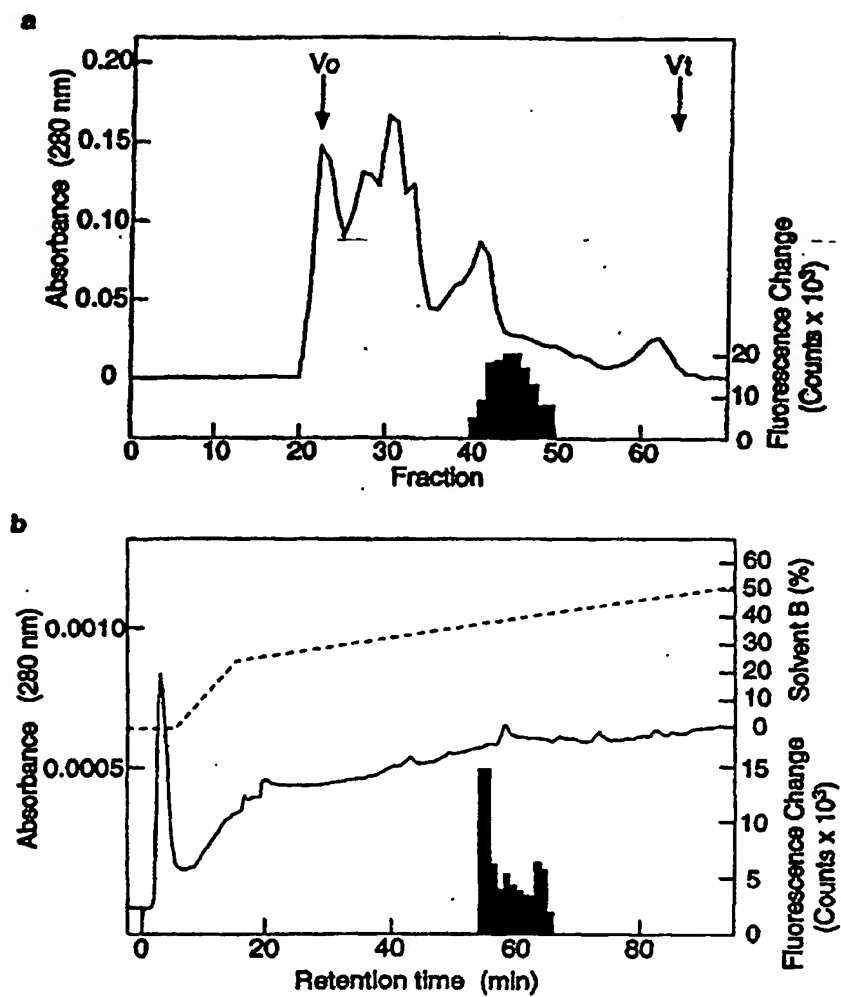 a
Vo
Vt
Absorbance (280 nm)
0.20
0.15
0.10
0.05
0
Fluorescence Change
(Counts x 10³)
20
10
0
0 10 20 30 40 50 60
Fraction
b
Absorbance (280 nm)
0.0010
0.0005
Solvent B (%)
60
50
40
30
20
10
0
Fluorescence Change
(Counts x 10³)
15
10
5
0
0 20 40 60 80
Retention time (min)